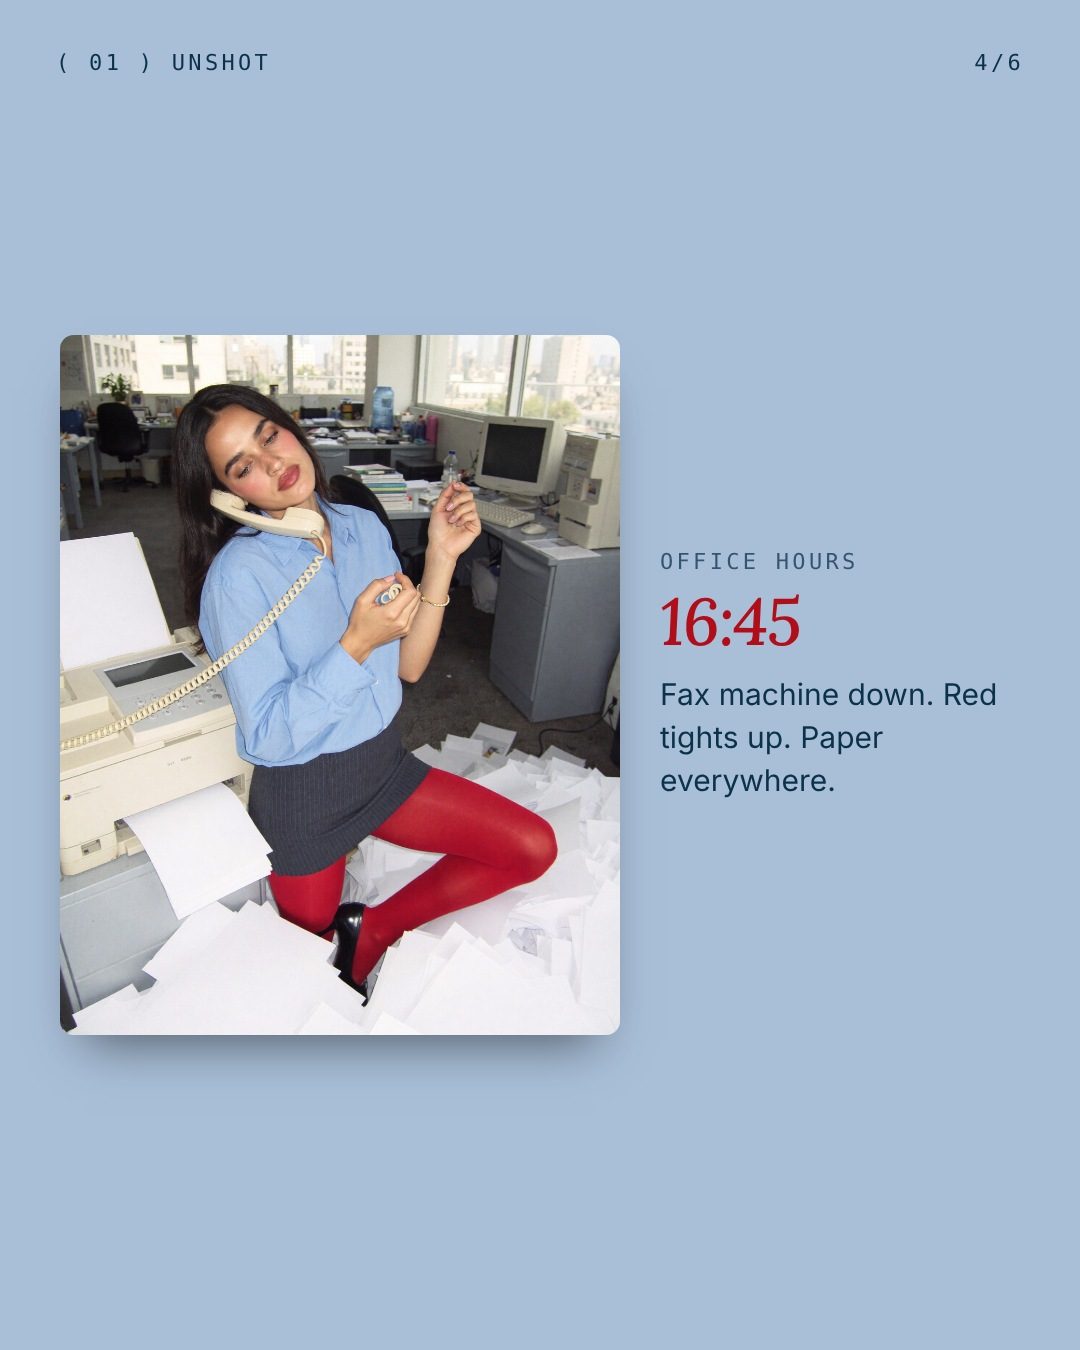 ( 01 ) UNSHOT
4/6
OFFICE HOURS
16:45
Fax machine down. Red
tights up. Paper
everywhere.